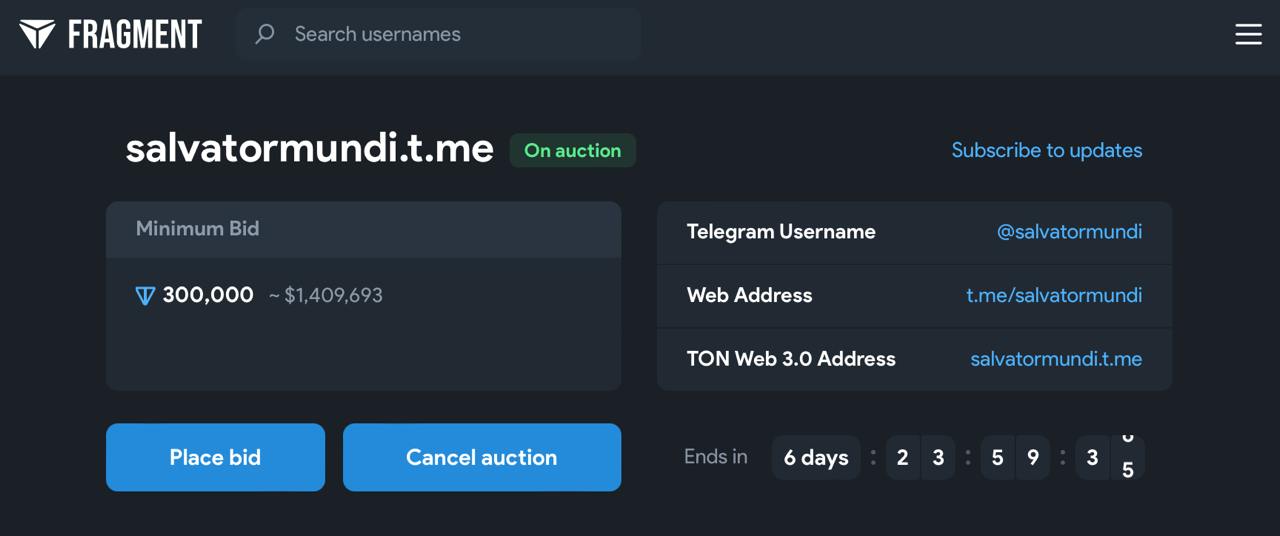 FRAGMENT
Search usernames
salvatormundi.t.me
On auction
Subscribe to updates
Minimum Bid
300,000 ~ $1,409,693
Telegram Username @salvatormundi
Web Address t.me/salvatormundi
TON Web 3.0 Address salvatormundi.t.me
Place bid
Cancel auction
Ends in 6 days : 2 3 : 5 9 : 3 5